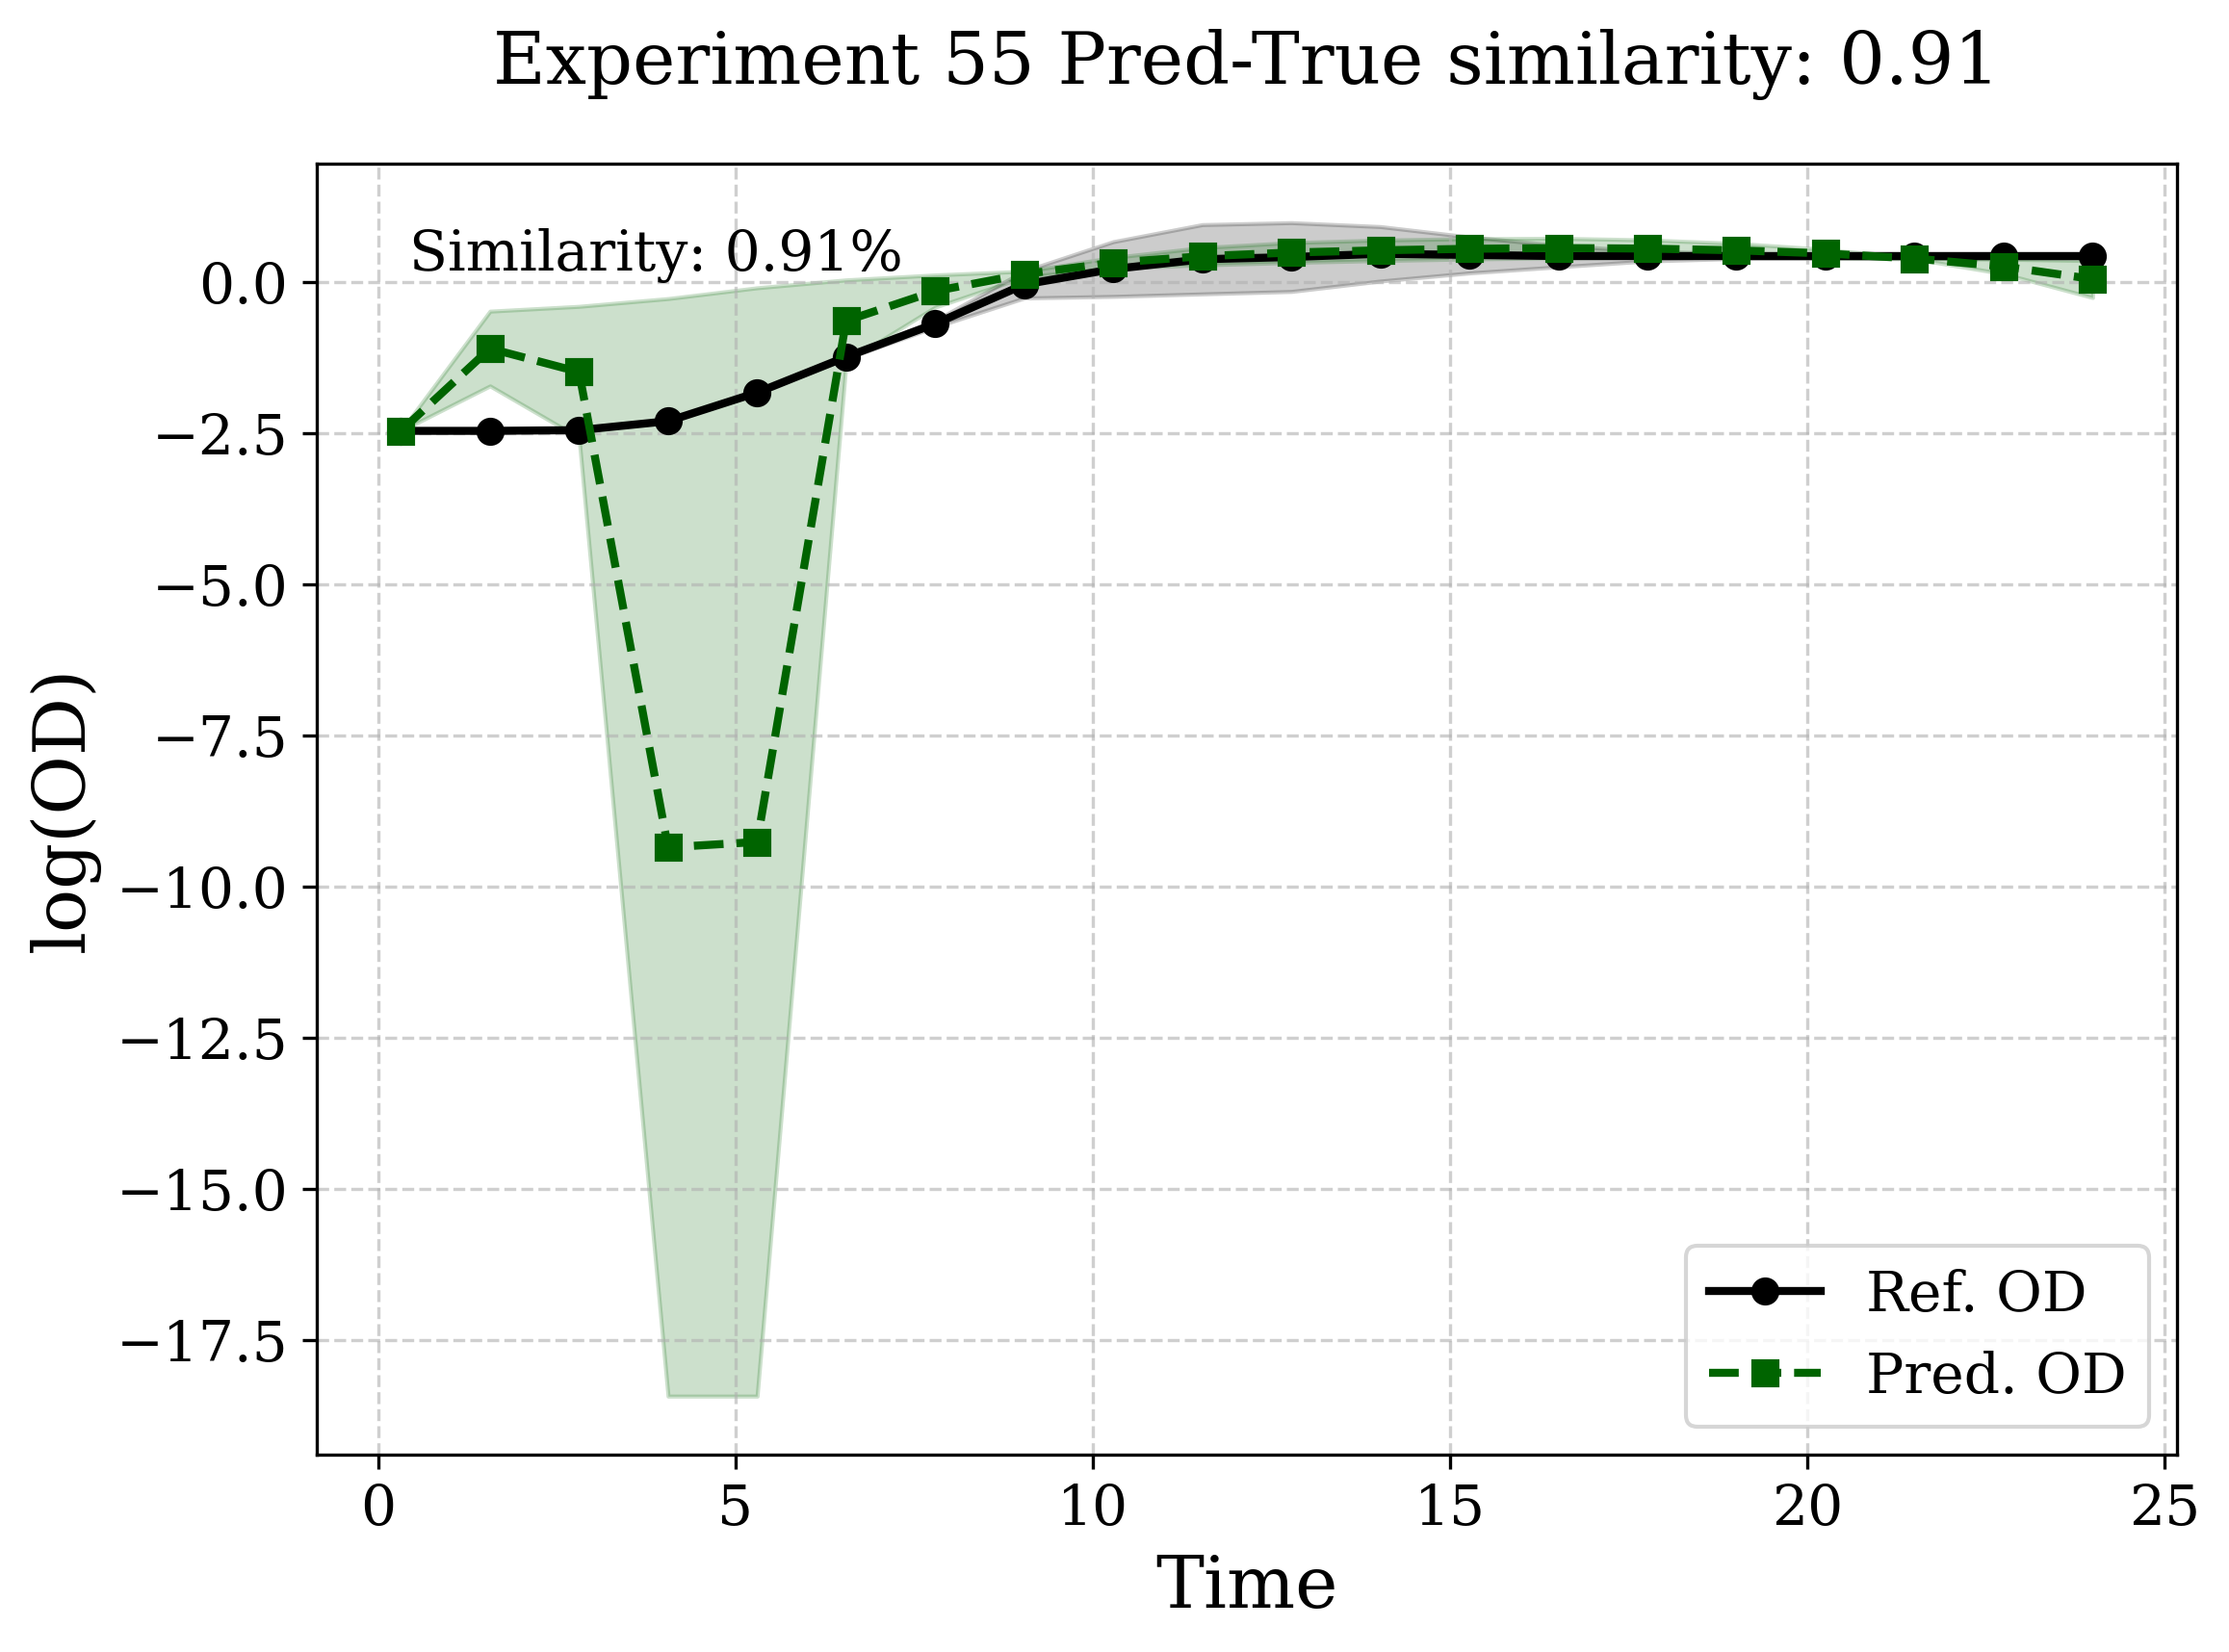 Experiment 55 Pred-True similarity: 0.91
Similarity: 0.91%
0.0
−2.5
−5.0
−7.5
−10.0
−12.5
−15.0
−17.5
log(OD))
Ref. OD
Pred. OD
0 5 10 15 20 25
Time